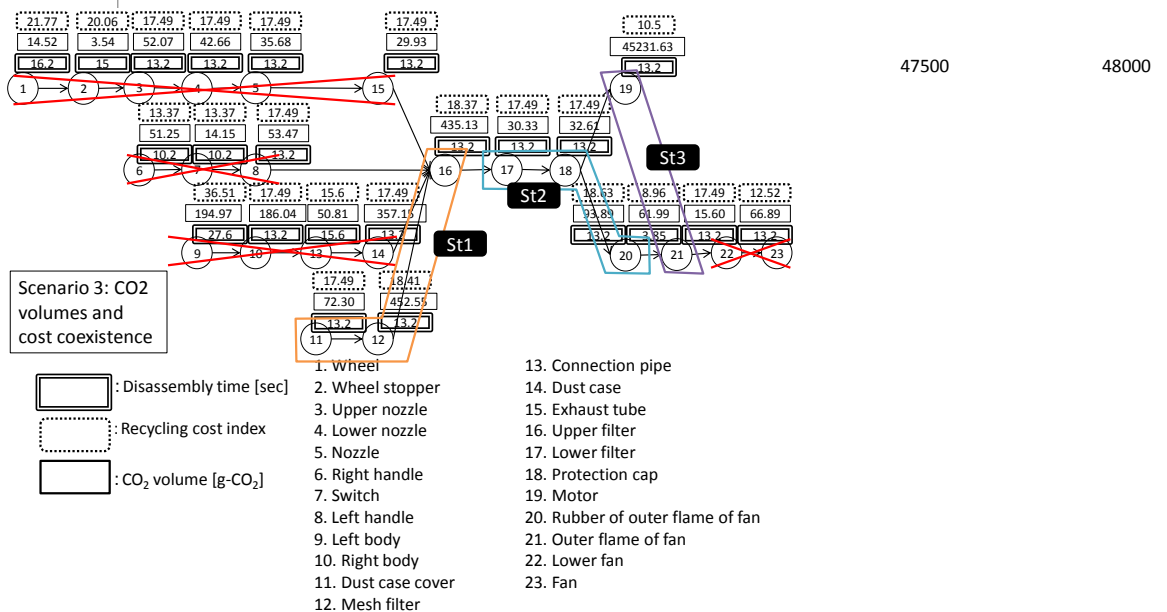 21.77 20.06 17.49 17.49 17.49 17.49 10.5
14.52 3.54 52.07 42.66 35.68 29.93 45231.63
16.2 15 13.2 13.2 13.2 13.2 13.2 47500 48000
1 2 3 4 5 15 19
13.37 13.37 17.49 18.37 17.49 17.49
51.25 14.15 53.47 435.13 30.33 32.61
10.2 10.2 13.2 13.2 13.2 13.2
6 7 8 16 17 18 St3
St2
36.51 17.49 15.6 17.49 18.63 8.96 17.49 12.52
194.97 186.04 50.81 357.15 93.89 61.99 15.60 66.89
27.6 13.2 15.6 13.2 13.2 3.85 13.2 13.2
St1
9 10 13 14 20 21 22 23
17.49 18.41
72.30 452.55
13.2 13.2
11 12
Scenario 3: CO2
volumes and
cost coexistence
: Disassembly time [sec]
: Recycling cost index
: CO2 volume [g-CO2]
1. Wheel
2. Wheel stopper
3. Upper nozzle
4. Lower nozzle
5. Nozzle
6. Right handle
7. Switch
8. Left handle
9. Left body
10. Right body
11. Dust case cover
12. Mesh filter
13. Connection pipe
14. Dust case
15. Exhaust tube
16. Upper filter
17. Lower filter
18. Protection cap
19. Motor
20. Rubber of outer flame of fan
21. Outer flame of fan
22. Lower fan
23. Fan